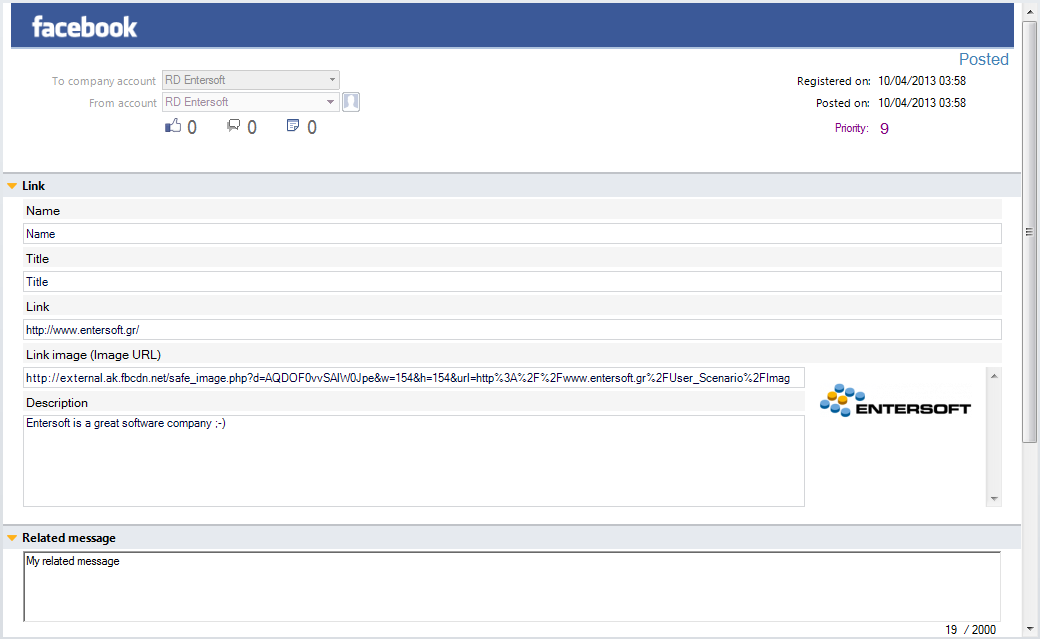 facebook
Posted
To company account RD Entersoft
Registered on: 10/04/2013 03:58
From account RD Entersoft
Posted on: 10/04/2013 03:58
0 0 0
Priority: 9
Link
Name
Name
Title
Title
Link
http://www.entersoft.gr/
Link image (Image URL)
http://external.ak.fbcdn.net/safe_image.php?d=AQDOF0vvSAlW0Jpe&w=154&h=154&url=http%3A%2F%2Fwww.entersoft.gr%2FUser_Scenario%2FImag
ENTERSOFT
Description
Entersoft is a great software company ;-)
Related message
My related message
19 / 2000